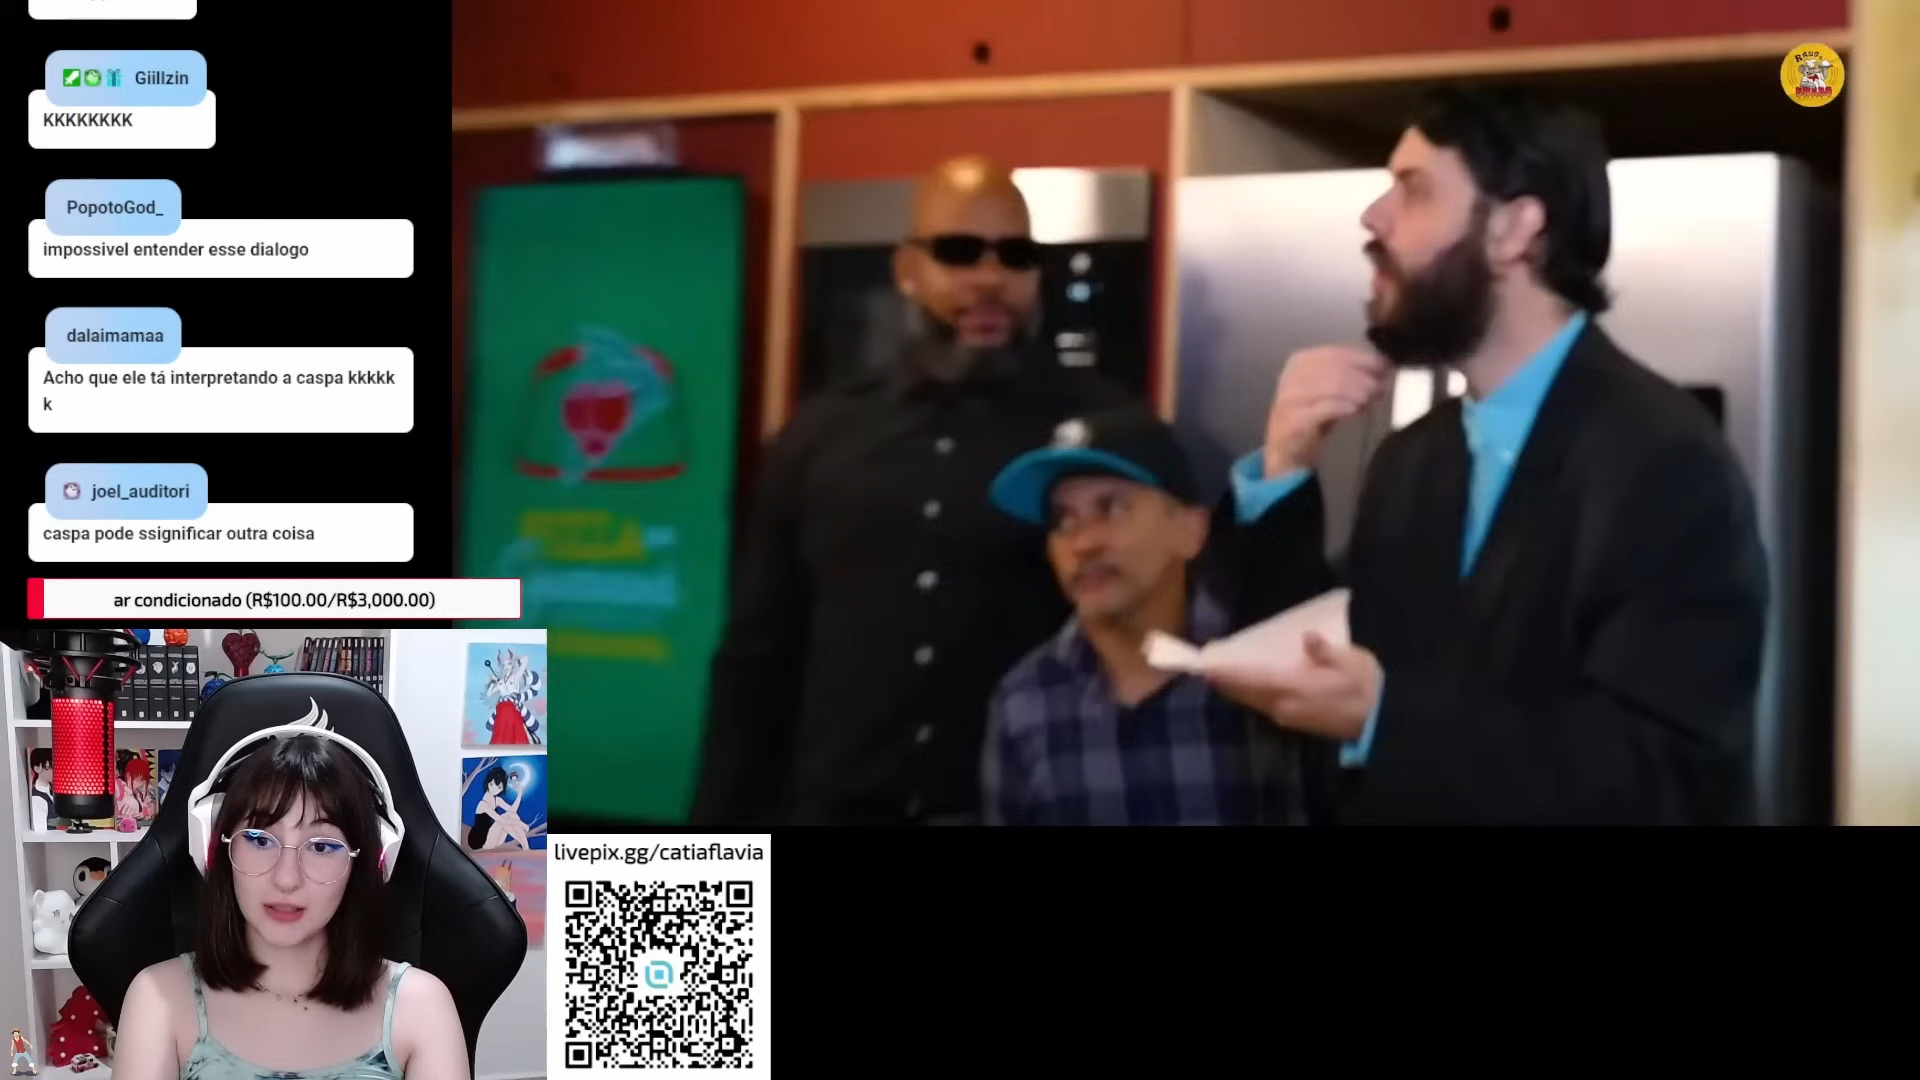 Giillzin
KKKKKKKK
PopotoGod_
impossivel entender esse dialogo
dalaimamaa
Acho que ele tá interpretando a caspa kkkkk
k
joel_auditori
caspa pode ssignificar outra coisa
ar condicionado (R$100.00/R$3,000.00)
livepix.gg/catiaflavia